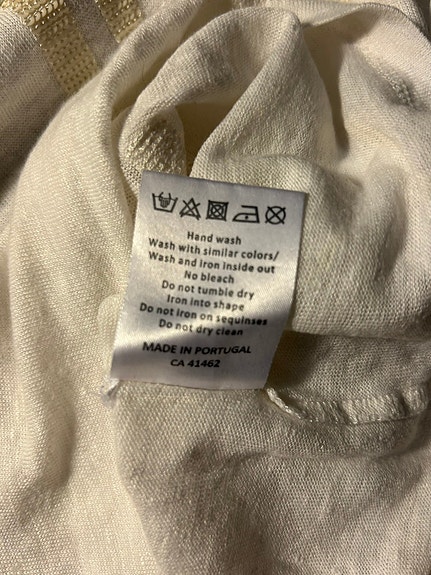 Hand wash
Wash with similar colors/
Wash and iron inside out
No bleach
Do not tumble dry
Iron into shape
Do not iron on sequinses
Do not dry clean
MADE IN PORTUGAL
CA 41462